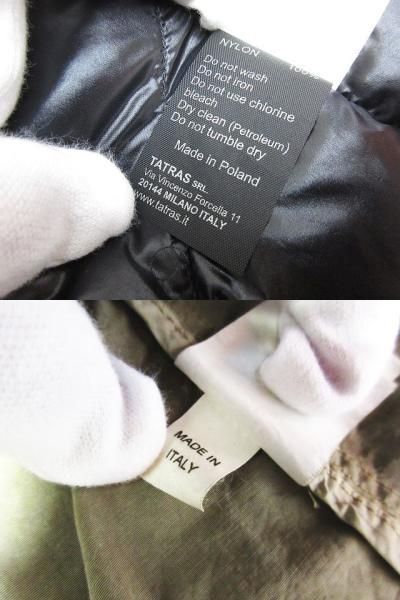 NYLON 100%
Do not wash
Do not iron
Do not use chlorine
bleach
Dry clean (Petroleum)
Do not tumble dry
Made in Poland
TATRAS SRL.
Via Vincenzo Forcella 11
20144 MILANO ITALY
www.tatras.it
MADE IN
ITALY